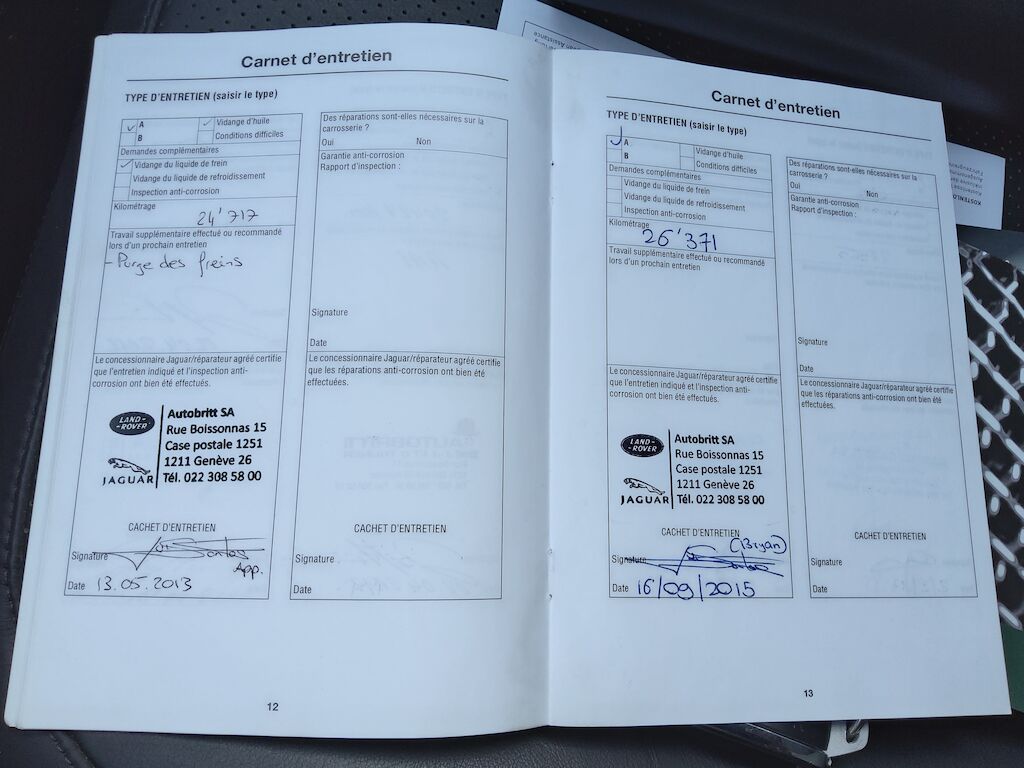 Carnet d'entretien
TYPE D'ENTRETIEN (saisir le type)
A
Vidange d'huile
B
Conditions difficiles
Demandes complémentaires
Vidange du liquide de frein
Vidange du liquide de refroidissement
Inspection anti-corrosion
Kilométrage
24'717
Travail supplémentaire effectué ou recommandé
lors d'un prochain entretien
- Purge des freins
Le concessionnaire Jaguar/réparateur agréé certifie
que l'entretien indiqué et l'inspection anti-
corrosion ont bien été effectués.
LAND-
ROVER
JAGUAR
Autobritt SA
Rue Boissonnas 15
Case postale 1251
1211 Genève 26
Tél. 022 308 58 00
CACHET D'ENTRETIEN
Signature
App.
Date 13.05.2013
Des réparations sont-elles nécessaires sur la
carrosserie ?
Oui Non
Garantie anti-corrosion
Rapport d'inspection :
Signature
Date
Le concessionnaire Jaguar/réparateur agréé certifie
que les réparations anti-corrosion ont bien été
effectuées.
CACHET D'ENTRETIEN
Signature
Date
12
Carnet d'entretien
TYPE D'ENTRETIEN (saisir le type)
A
Vidange d'huile
B
Conditions difficiles
Demandes complémentaires
Vidange du liquide de frein
Vidange du liquide de refroidissement
Inspection anti-corrosion
Kilométrage
26'371
Travail supplémentaire effectué ou recommandé
lors d'un prochain entretien
Le concessionnaire Jaguar/réparateur agréé certifie
que l'entretien indiqué et l'inspection anti-
corrosion ont bien été effectués.
LAND-
ROVER
JAGUAR
Autobritt SA
Rue Boissonnas 15
Case postale 1251
1211 Genève 26
Tél. 022 308 58 00
CACHET D'ENTRETIEN
(Bryan)
Signature
Date 16/09/2015
Des réparations sont-elles nécessaires sur la
carrosserie ?
Oui Non
Garantie anti-corrosion
Rapport d'inspection :
Signature
Date
Le concessionnaire Jaguar/réparateur agréé certifie
que les réparations anti-corrosion ont bien été
effectuées.
CACHET D'ENTRETIEN
Signature
Date
13